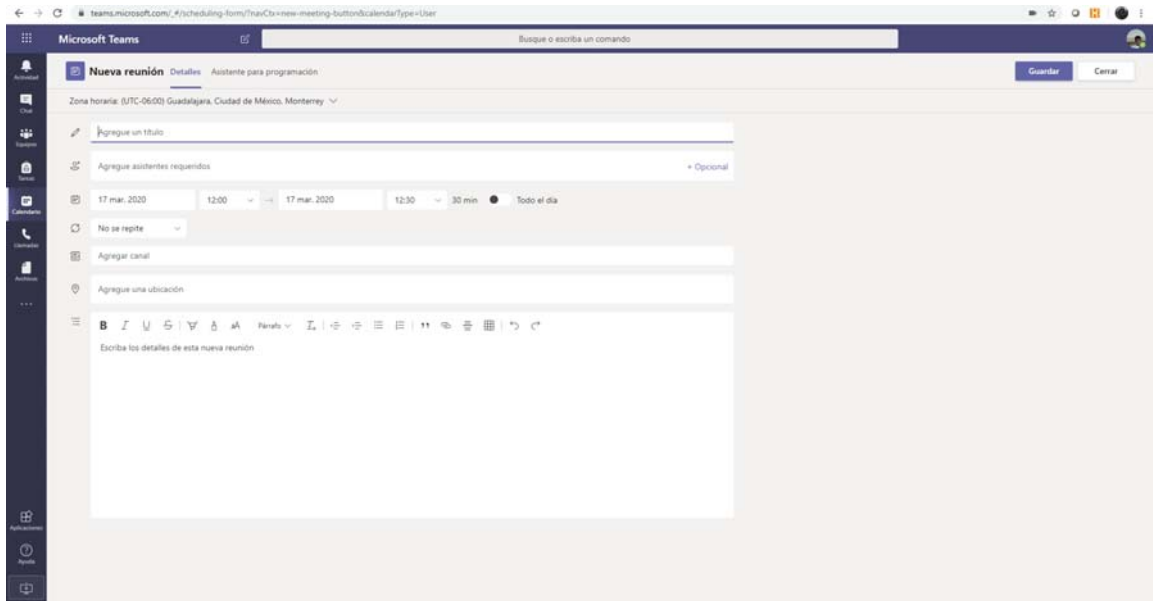 teams.microsoft.com/_#/scheduling-form/?navCtx=new-meeting-button&calendarType=User
Microsoft Teams
Busque o escriba un comando
Actividad
Chat
Equipos
Tareas
Calendario
Llamadas
Archivos
...
Aplicaciones
Ayuda
Nueva reunión Detalles Asistente para programación
Guardar Cerrar
Zona horaria: (UTC-06:00) Guadalajara, Ciudad de México, Monterrey
Agregue un título
Agregue asistentes requeridos + Opcional
17 mar. 2020 12:00 → 17 mar. 2020 12:30 30 min Todo el día
No se repite
Agregar canal
Agregue una ubicación
B I U S A AA Párrafo
Escriba los detalles de esta nueva reunión